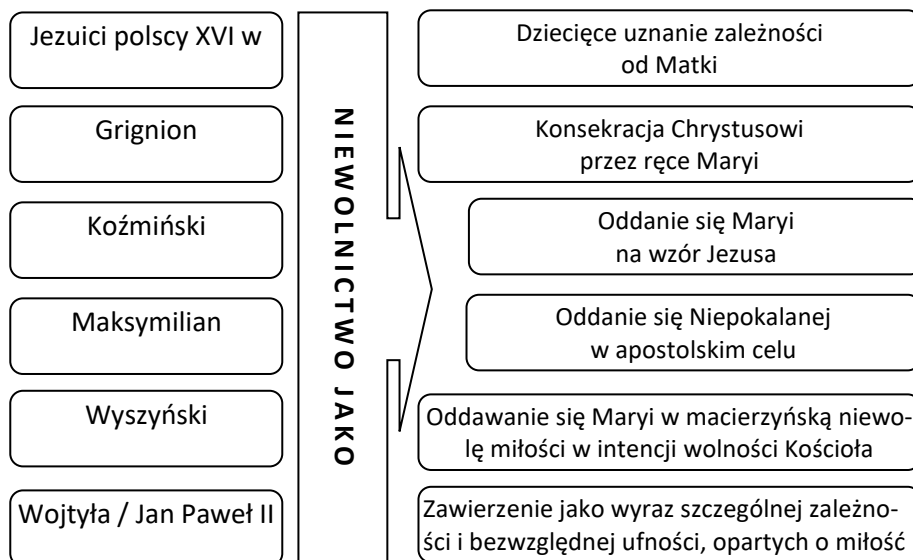 Jezuici polscy XVI w
Grignion
Koźmiński
Maksymilian
Wyszyński
Wojtyła / Jan Paweł II
NIEWOLNICTWO JAKO
Dziecięce uznanie zależności
od Matki
Konsekracja Chrystusowi
przez ręce Maryi
Oddanie się Maryi
na wzór Jezusa
Oddanie się Niepokalanej
w apostolskim celu
Oddawanie się Maryi w macierzyńską niewo-
lę miłości w intencji wolności Kościoła
Zawierzenie jako wyraz szczególnej zależno-
ści i bezwzględnej ufności, opartych o miłość